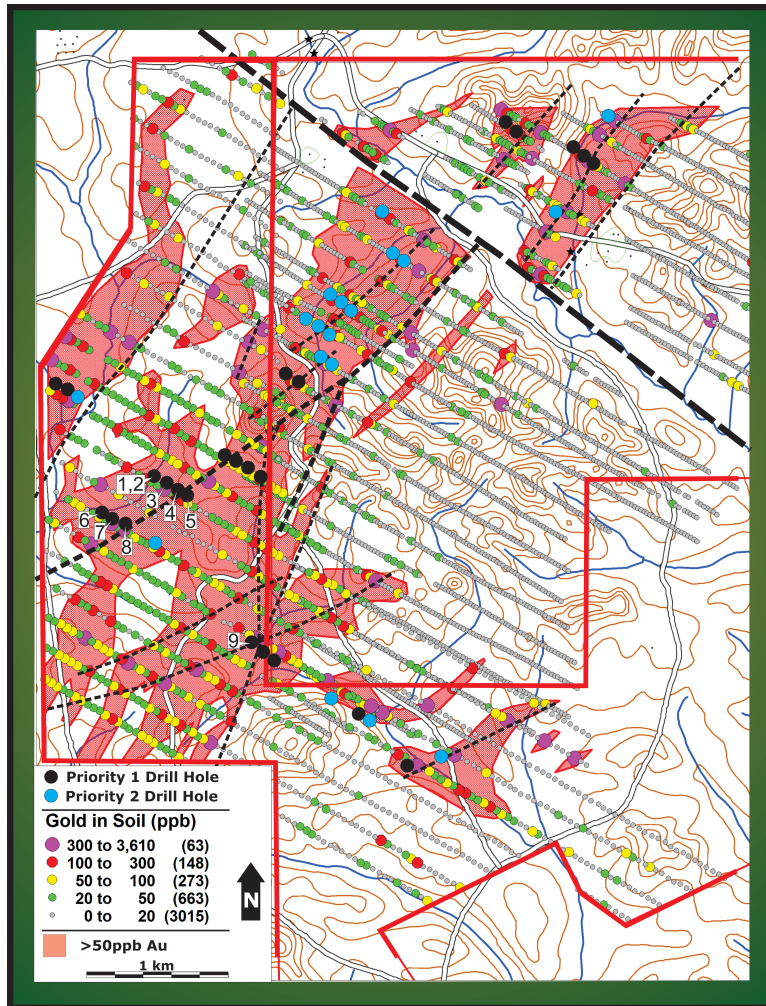 1,2
3
4
5
6
7
8
9
Priority 1 Drill Hole
Priority 2 Drill Hole
Gold in Soil (ppb)
300 to 3,610 (63)
100 to 300 (148)
50 to 100 (273)
20 to 50 (663)
0 to 20 (3015)
N
>50ppb Au
1 km